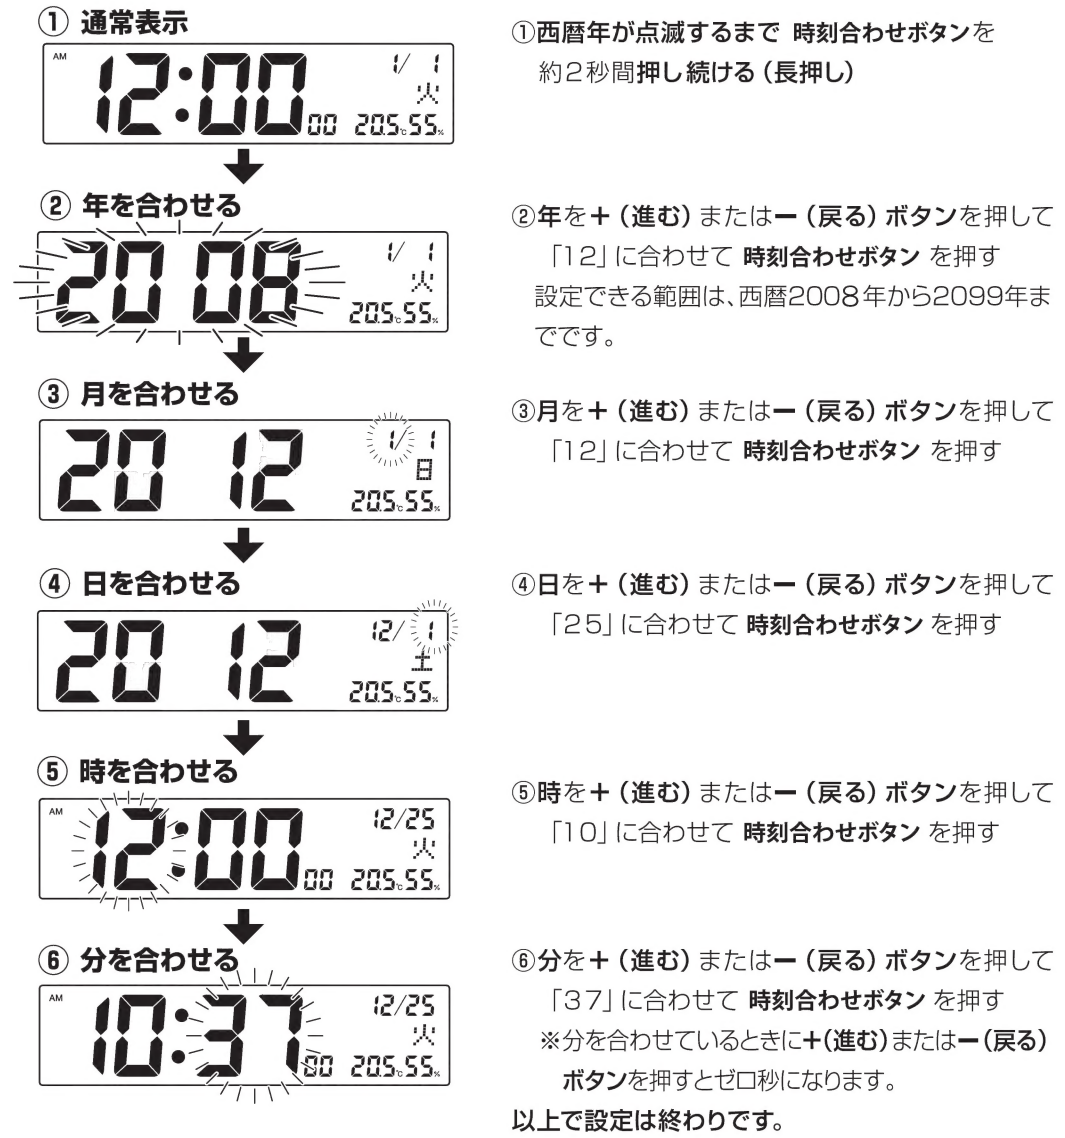 ① 通常表示
AM 12:00 00 1/ 1 火 20.5℃ 55%
②年を合わせる
20 08 1/ 1 火 20.5℃ 55%
③ 月を合わせる
20 12 1/ 1 日 20.5℃ 55%
④ 日を合わせる
20 12 12/ 1 土 20.5℃ 55%
⑤ 時を合わせる
AM 12:00 00 12/25 火 20.5℃ 55%
⑥ 分を合わせる
AM 10:37 00 12/25 火 20.5℃ 55%
①西暦年が点滅するまで 時刻合わせボタンを
約2秒間押し続ける(長押し)
②年を+(進む)またはー(戻る)ボタンを押して
「12」に合わせて 時刻合わせボタン を押す
設定できる範囲は、西暦2008年から2099年ま
でです。
③月を+(進む)またはー(戻る)ボタンを押して
「12」に合わせて 時刻合わせボタン を押す
④日を+(進む)またはー(戻る)ボタンを押して
「25」に合わせて 時刻合わせボタン を押す
⑤時を+(進む)またはー(戻る)ボタンを押して
「10」に合わせて 時刻合わせボタン を押す
⑥分を+(進む)またはー(戻る)ボタンを押して
「37」に合わせて 時刻合わせボタン を押す
※分を合わせているときに+(進む)またはー(戻る)
ボタンを押すとゼロ秒になります。
以上で設定は終わりです。